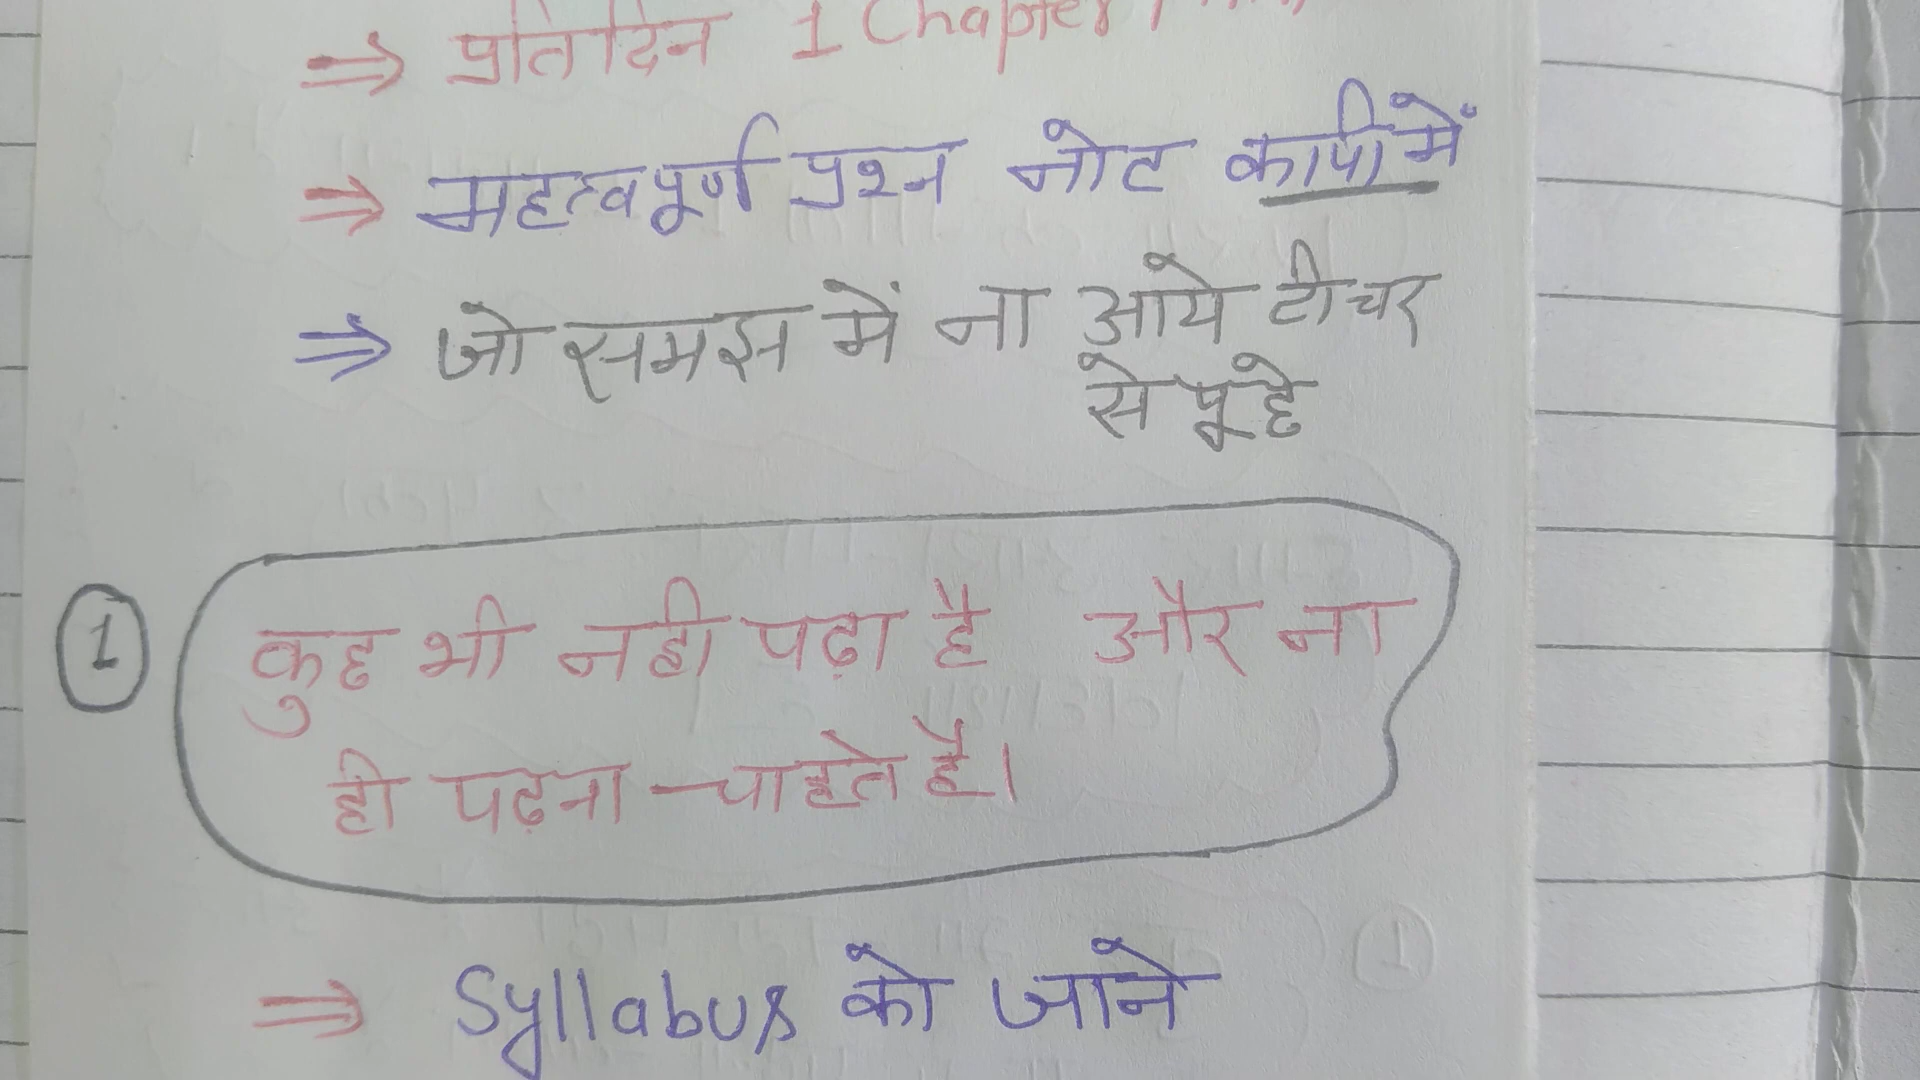 ⇒ प्रतिदिन 1 Chapter
⇒ महत्वपूर्ण प्रश्न नोट कापी में
⇒ जो समझ में ना आये टीचर
से पूछे
1 कुछ भी नही पढ़ा है और ना
ही पढ़ना चाहते है।
⇒ Syllabus को जाने